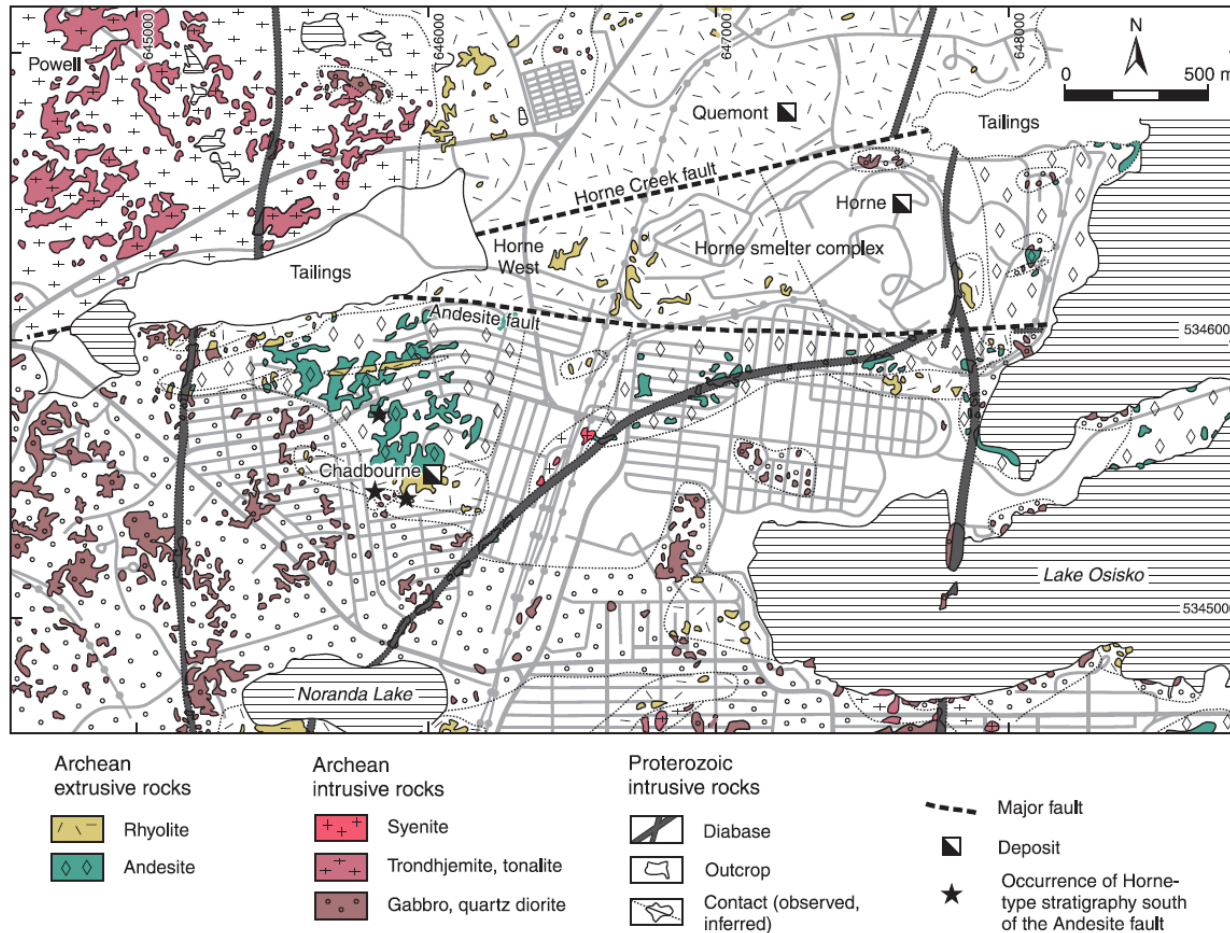 645000
646000
647000
648000
N
0
500 m
Powell
Quemont
Tailings
Horne Creek fault
Horne
Horne
West
Horne smelter complex
Tailings
Andesite fault
534600
Chadbourne
Lake Osisko
5345000
Noranda Lake
Archean
extrusive rocks
Rhyolite
Andesite
Archean
intrusive rocks
Syenite
Trondhjemite, tonalite
Gabbro, quartz diorite
Proterozoic
intrusive rocks
Diabase
Outcrop
Contact (observed,
inferred)
Major fault
Deposit
Occurrence of Horne-
type stratigraphy south
of the Andesite fault